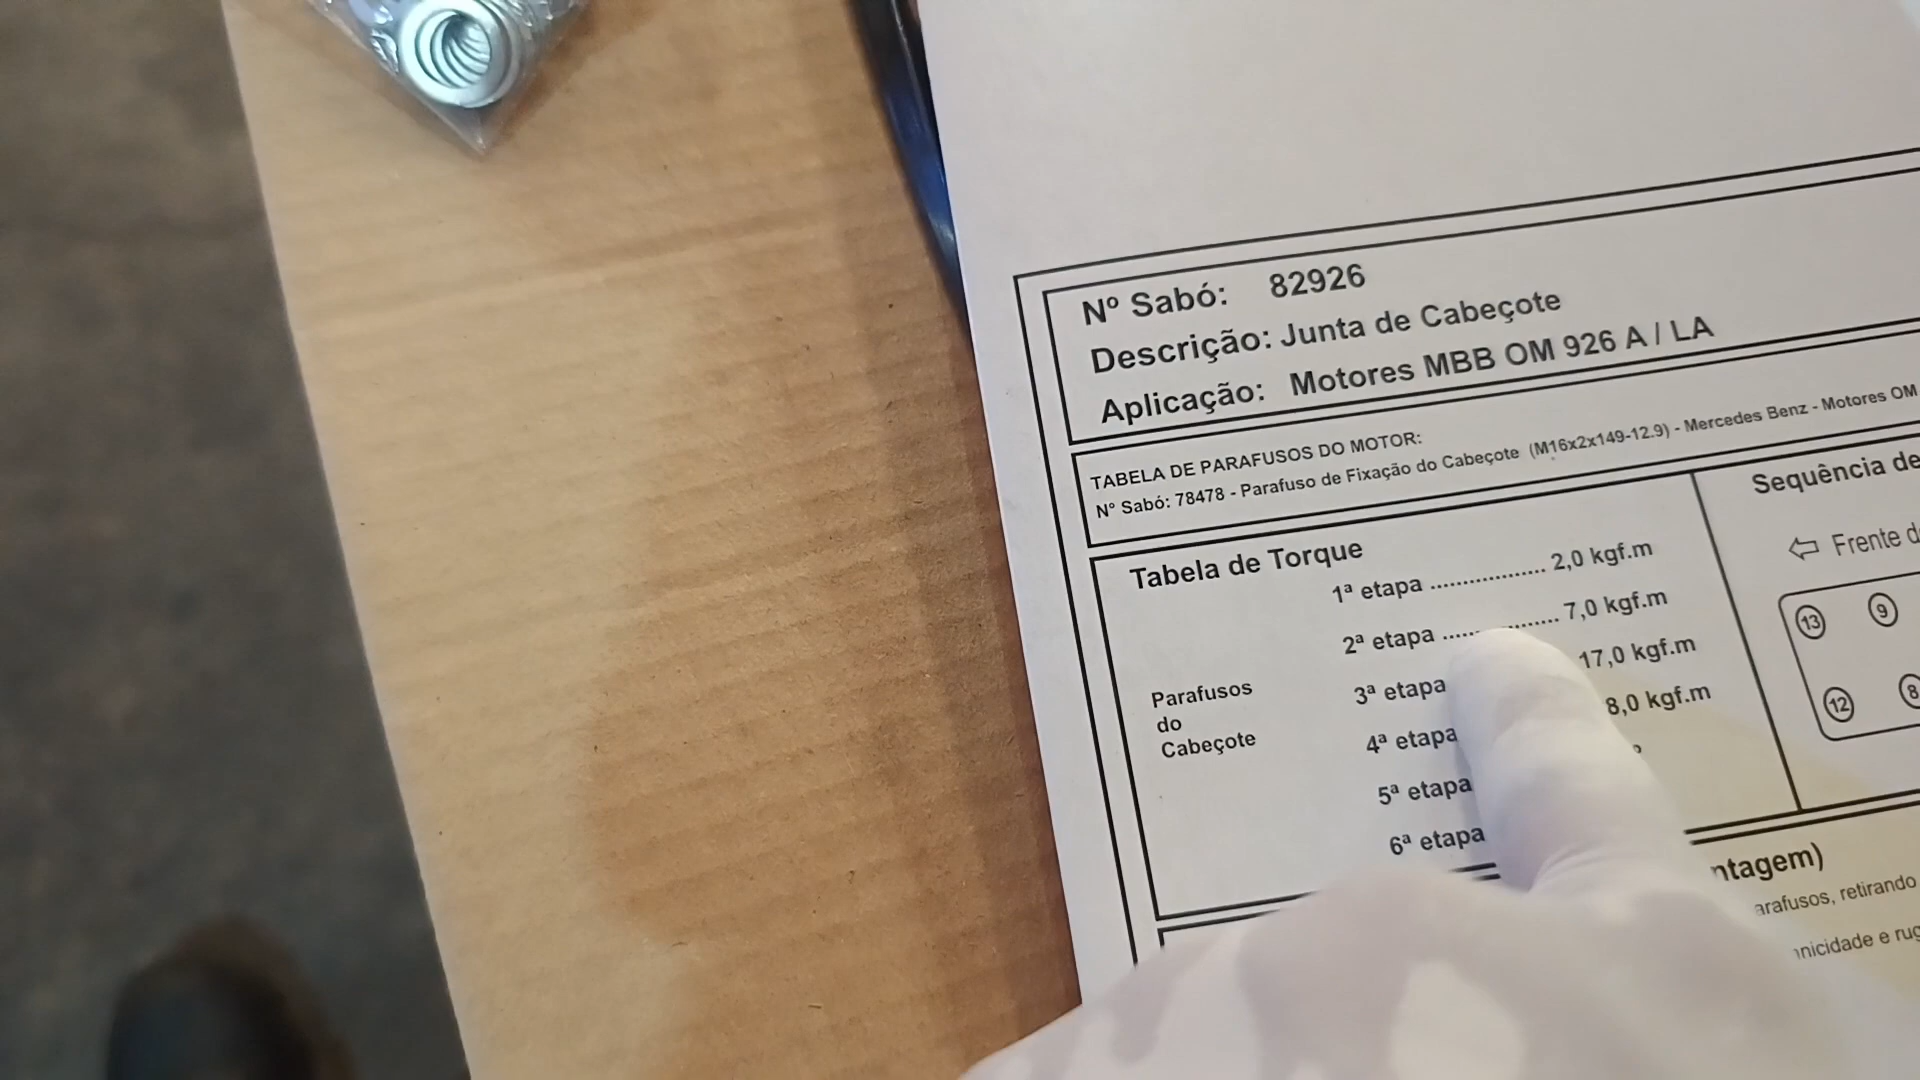 Nº Sabó: 82926
Descrição: Junta de Cabeçote
Aplicação: Motores MBB OM 926 A / LA
TABELA DE PARAFUSOS DO MOTOR:
Nº Sabó: 78478 - Parafuso de Fixação do Cabeçote (M16x2x149-12.9) - Mercedes Benz - Motores OM
Tabela de Torque
1ª etapa .................. 2,0 kgf.m
2ª etapa .................. 7,0 kgf.m
3ª etapa 17,0 kgf.m
4ª etapa 8,0 kgf.m
5ª etapa º
6ª etapa
Parafusos
do
Cabeçote
Sequência de
Frente d
13 9
12 8
ntagem)
arafusos, retirando
nicidade e rug